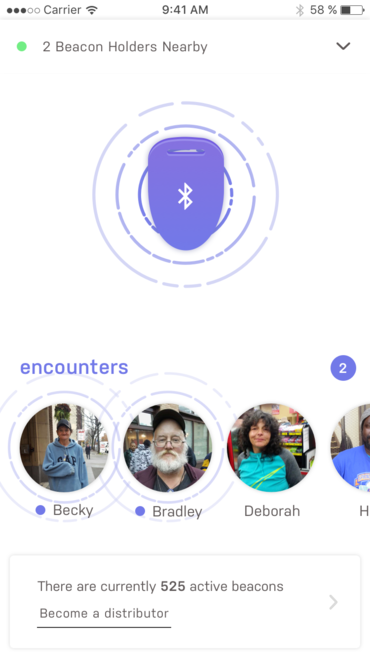 Carrier 9:41 AM 58 %
2 Beacon Holders Nearby
encounters 2
Becky Bradley Deborah H
There are currently 525 active beacons
Become a distributor